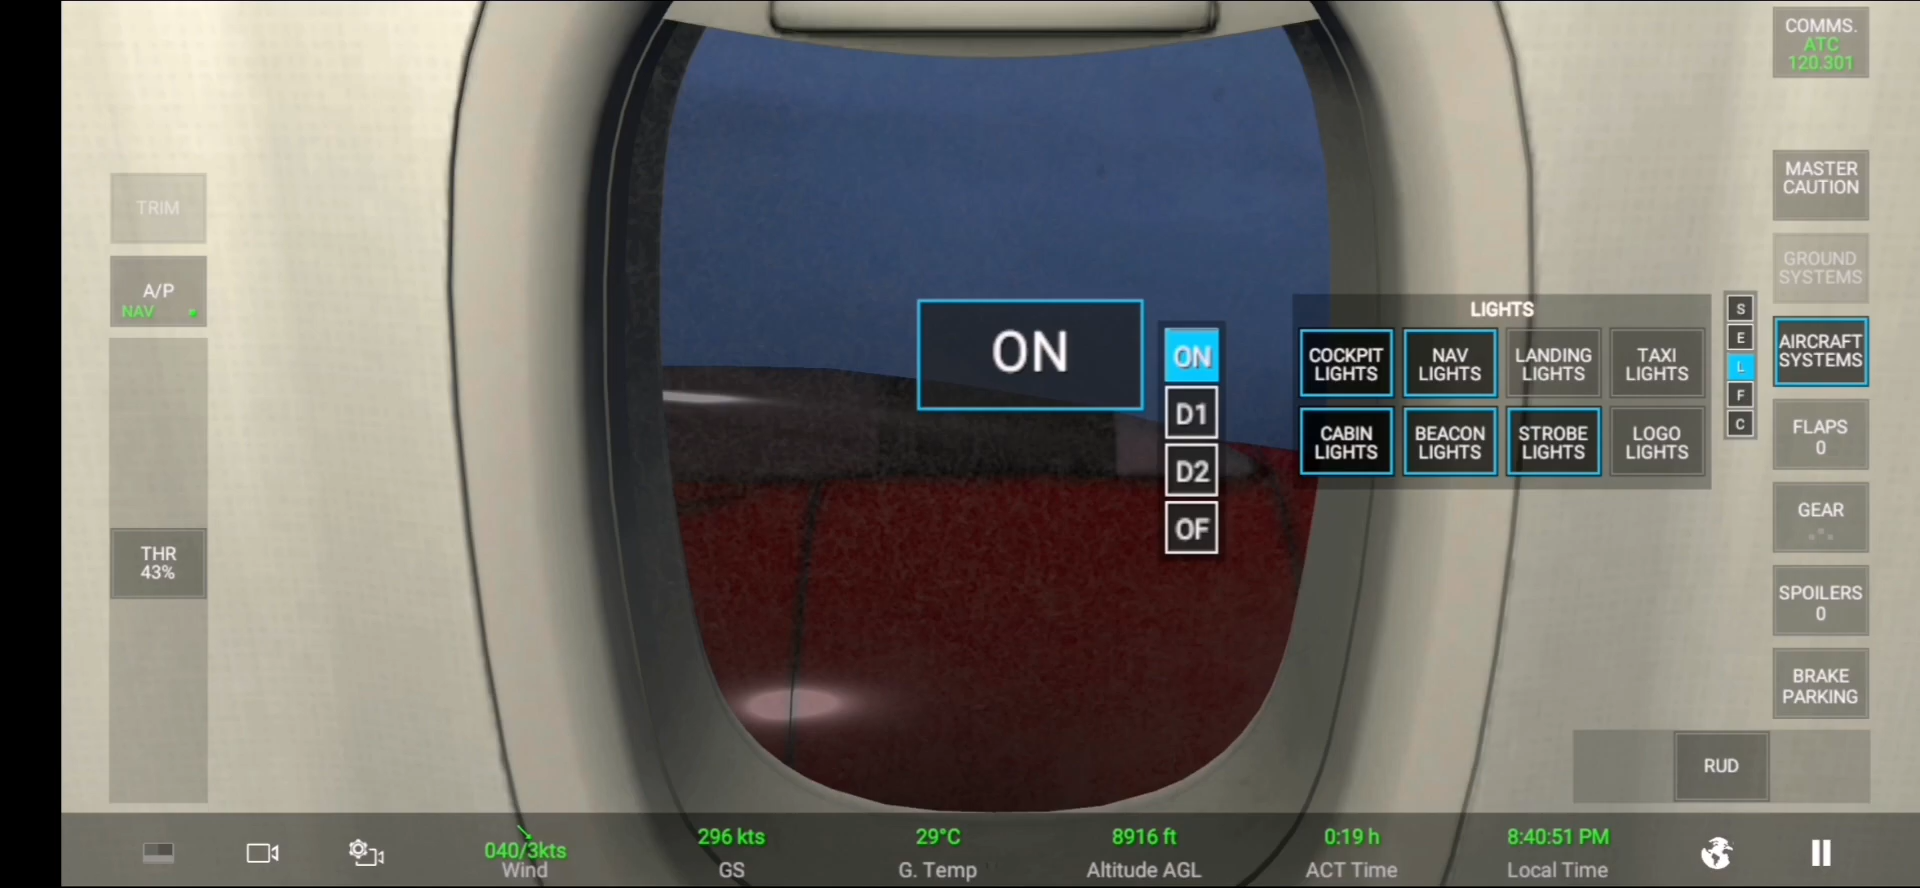 COMMS.
ATC
120.301
MASTER
CAUTION
TRIM
GROUND
SYSTEMS
A/P
NAV
ON
ON
D1
D2
OF
LIGHTS
COCKPIT
LIGHTS
NAV
LIGHTS
LANDING
LIGHTS
TAXI
LIGHTS
CABIN
LIGHTS
BEACON
LIGHTS
STROBE
LIGHTS
LOGO
LIGHTS
S
E
L
F
C
AIRCRAFT
SYSTEMS
FLAPS
0
GEAR
THR
43%
SPOILERS
0
BRAKE
PARKING
RUD
040/3kts
Wind
296 kts
GS
29°C
G. Temp
8916 ft
Altitude AGL
0:19 h
ACT Time
8:40:51 PM
Local Time